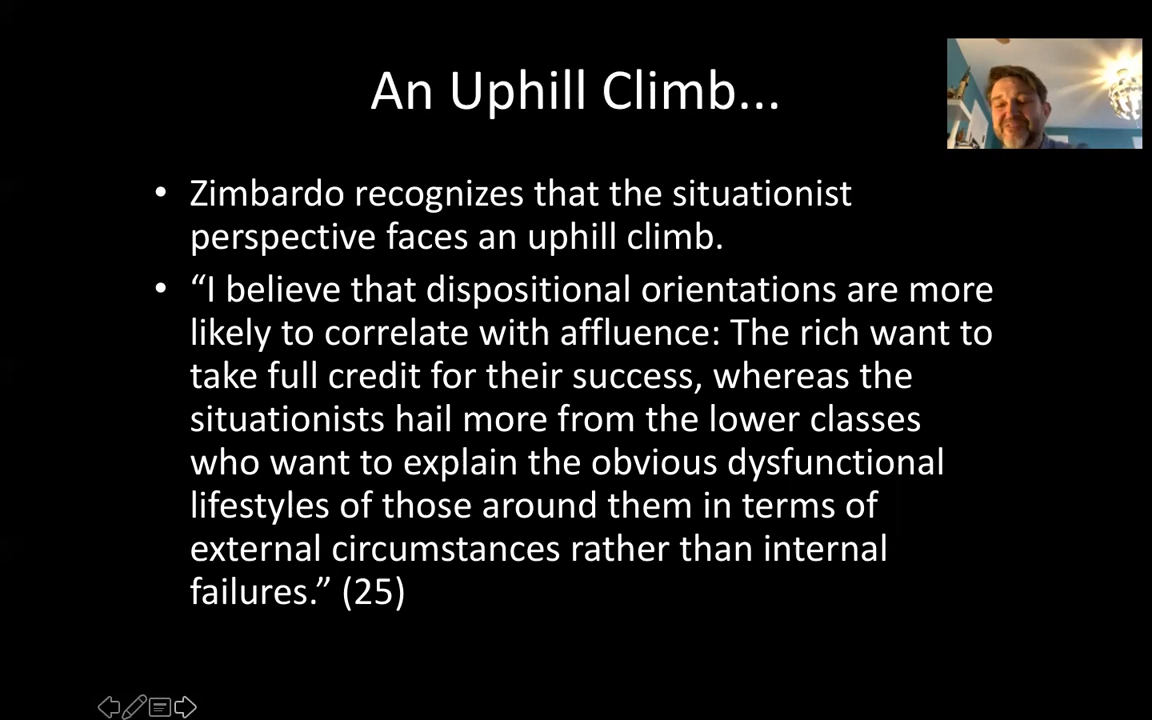 An Uphill Climb...
• Zimbardo recognizes that the situationist
perspective faces an uphill climb.
• “I believe that dispositional orientations are more
likely to correlate with affluence: The rich want to
take full credit for their success, whereas the
situationists hail more from the lower classes
who want to explain the obvious dysfunctional
lifestyles of those around them in terms of
external circumstances rather than internal
failures.” (25)